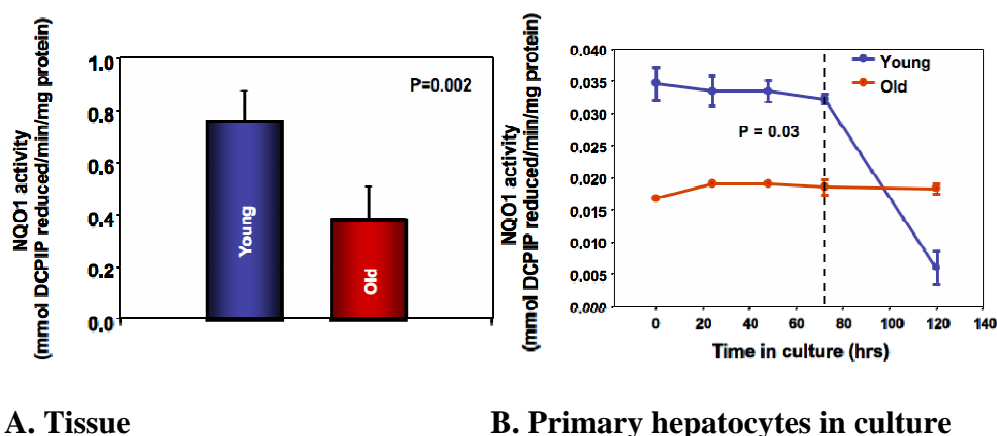 NQO1 activity
(mmol DCPIP reduced/min/mg protein)
1.0
0.8
0.6
0.4
0.2
0.0
P=0.002
Young
Old
NQO1 activity
(mmol DCPIP reduced/min/mg protein)
0.040
0.035
0.030
0.025
0.020
0.015
0.010
0.005
0.000
Young
Old
P = 0.03
0 20 40 60 80 100 120 140
Time in culture (hrs)
A. Tissue
B. Primary hepatocytes in culture